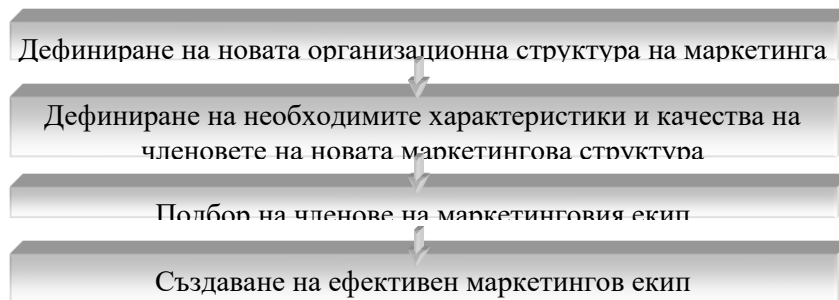 Дефиниране на новата организационна структура на маркетинга
Дефиниране на необходимите характеристики и качества на
членовете на новата маркетингова структура
Подбор на членове на маркетинговия екип
Създаване на ефективен маркетингов екип